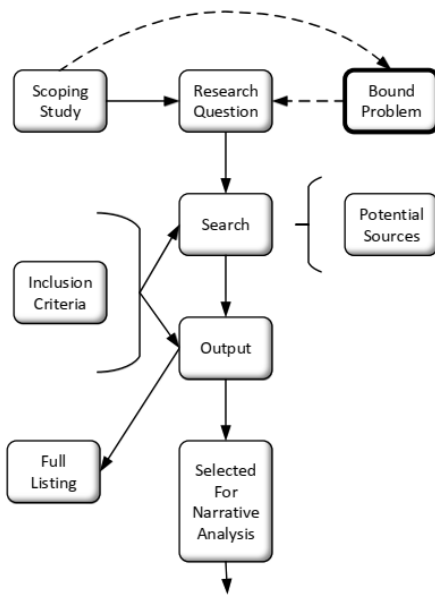 Scoping
Study
Research
Question
Bound
Problem
Search
Potential
Sources
Inclusion
Criteria
Output
Full
Listing
Selected
For
Narrative
Analysis